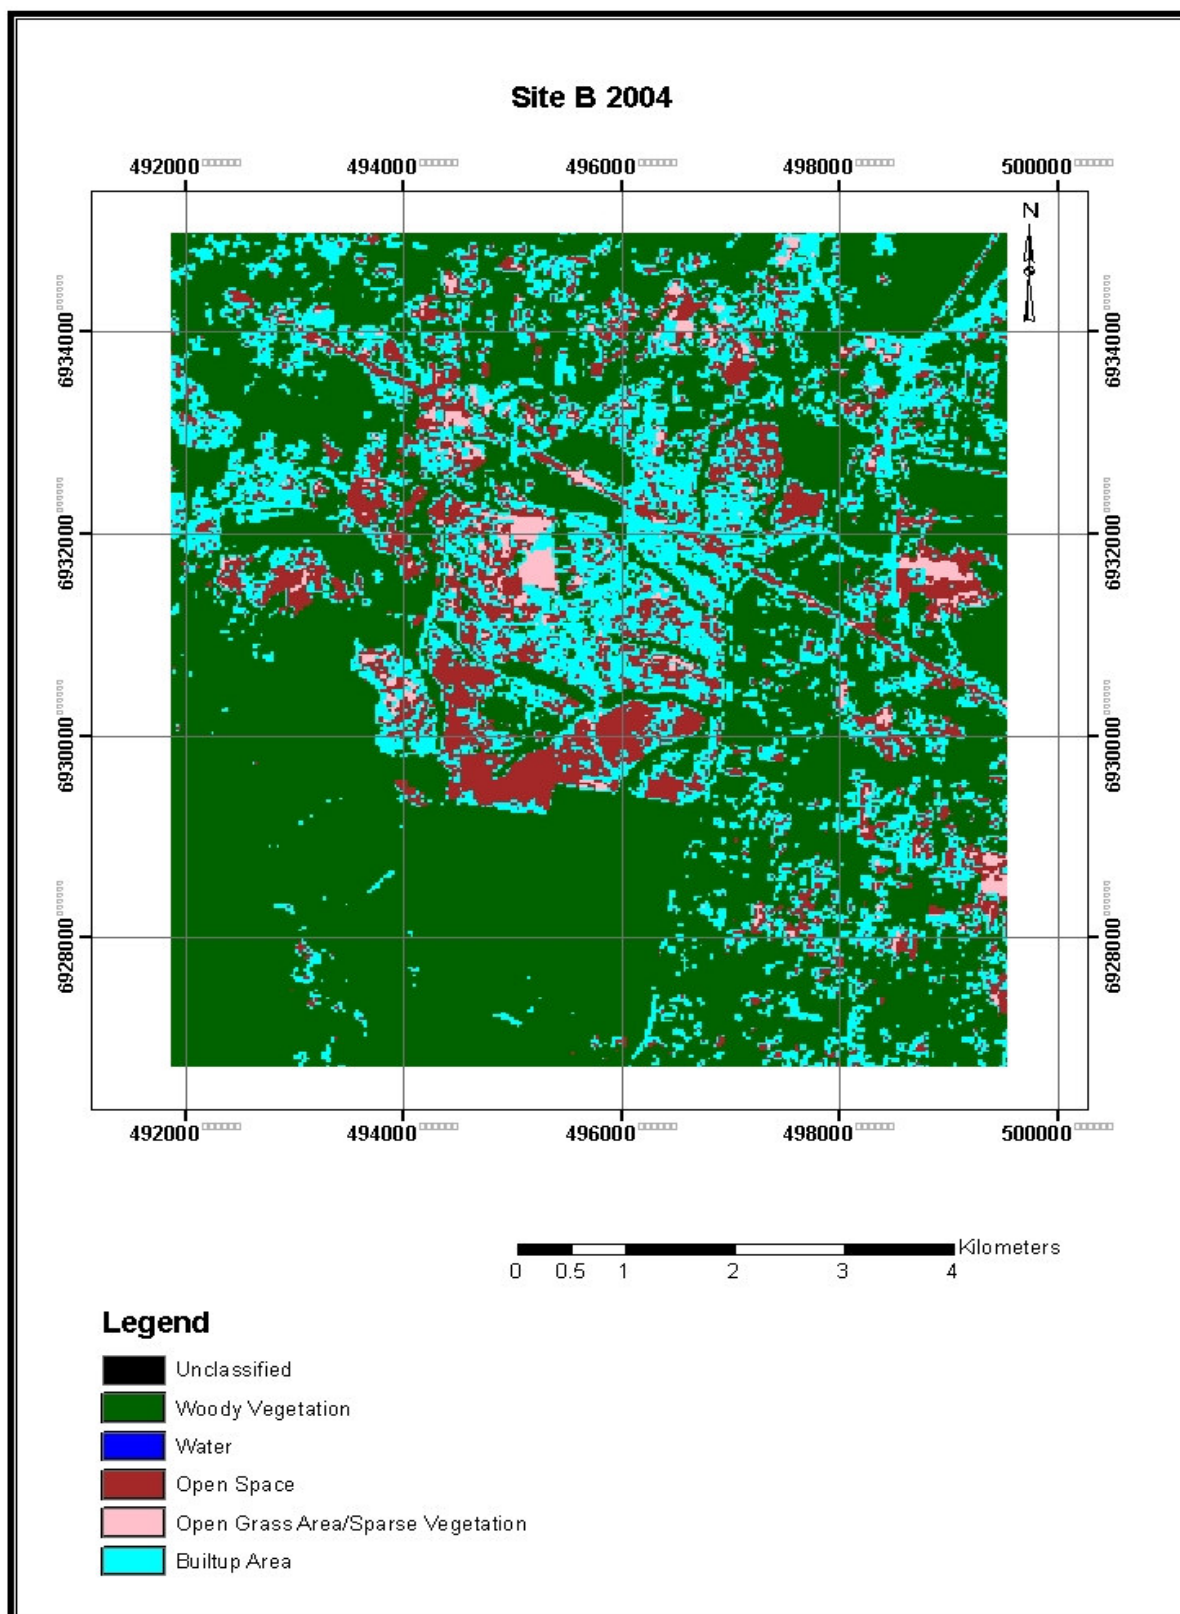 Site B 2004
492000 494000 496000 498000 500000
N
6934000 6934000
6932000 6932000
6930000 6930000
6928000 6928000
492000 494000 496000 498000 500000
Kilometers
0 0.5 1 2 3 4
Legend
Unclassified
Woody Vegetation
Water
Open Space
Open Grass Area/Sparse Vegetation
Builtup Area